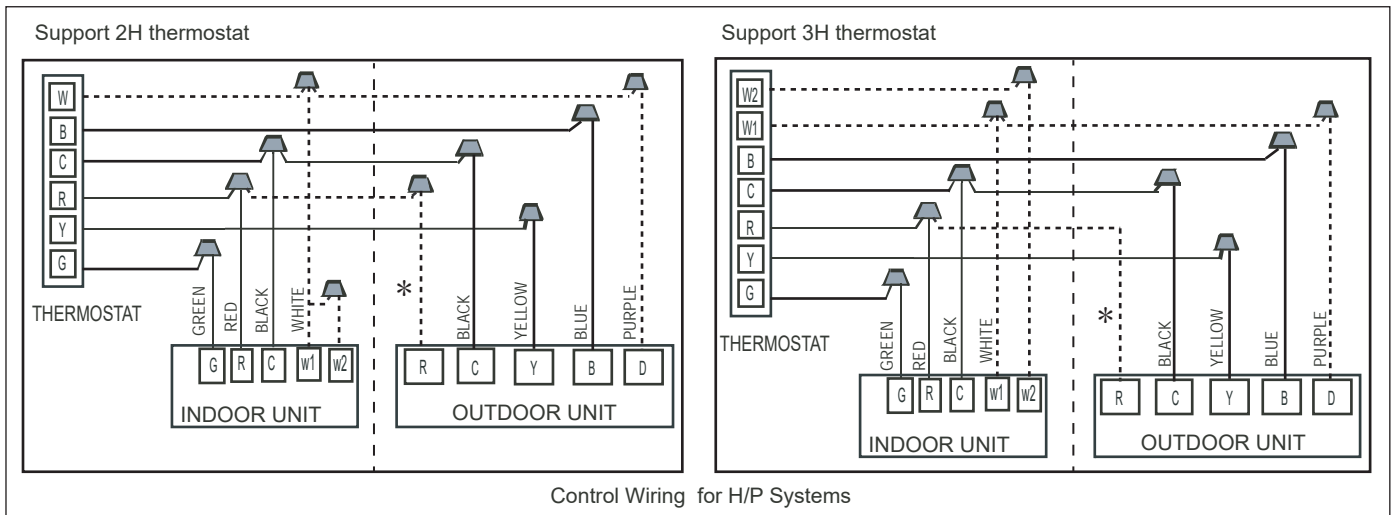 Support 2H thermostat
W
B
C
R
Y
G
THERMOSTAT
GREEN
RED
BLACK
WHITE
*
BLACK
YELLOW
BLUE
PURPLE
G R C w1 w2
INDOOR UNIT
R C Y B D
OUTDOOR UNIT
Support 3H thermostat
W2
W1
B
C
R
Y
G
THERMOSTAT
GREEN
RED
BLACK
WHITE
*
BLACK
YELLOW
BLUE
PURPLE
G R C w1 w2
INDOOR UNIT
R C Y B D
OUTDOOR UNIT
Control Wiring for H/P Systems